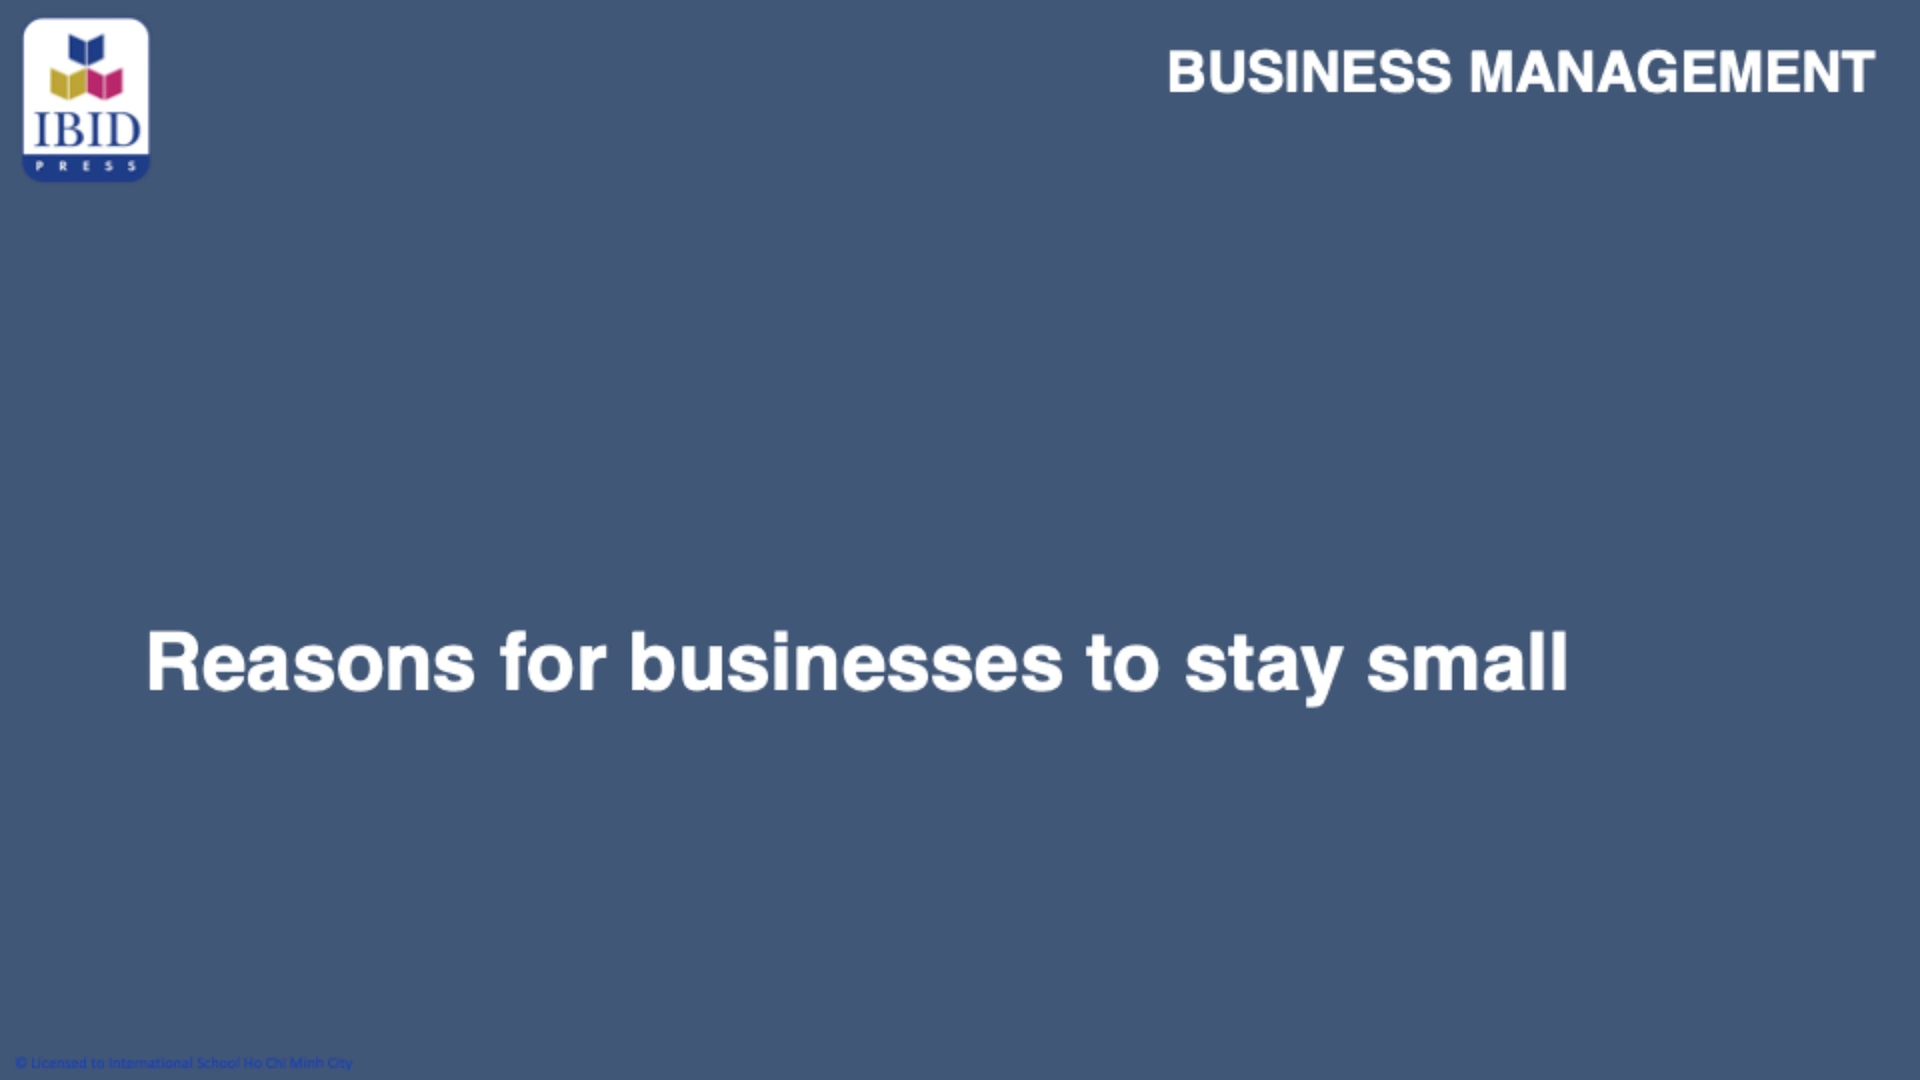 IBID
PRESS
BUSINESS MANAGEMENT
Reasons for businesses to stay small
© Licensed to International School Ho Chi Minh City